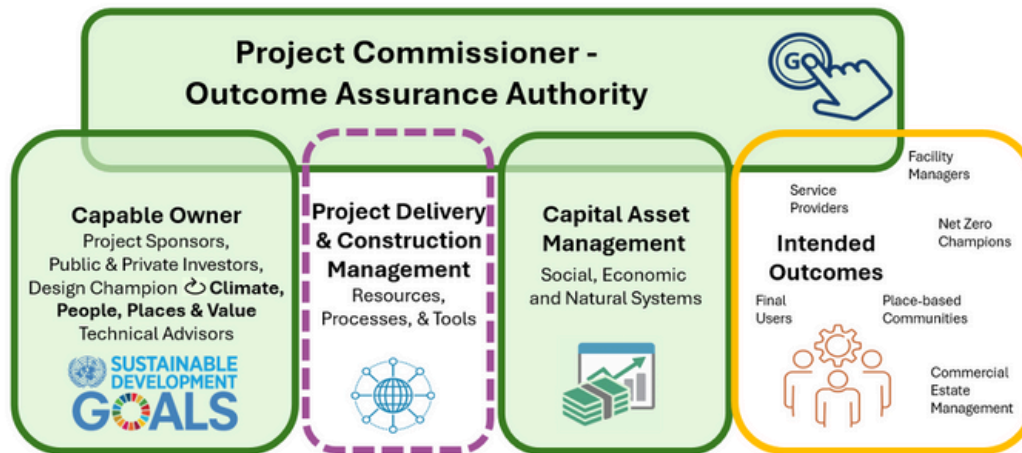 Project Commissioner -
Outcome Assurance Authority
GO
Capable Owner
Project Sponsors,
Public & Private Investors,
Design Champion Climate,
People, Places & Value
Technical Advisors
SUSTAINABLE
DEVELOPMENT
GOALS
Project Delivery
& Construction
Management
Resources,
Processes, & Tools
Capital Asset
Management
Social, Economic
and Natural Systems
Facility
Managers
Service
Providers
Net Zero
Champions
Intended
Outcomes
Final
Users
Place-based
Communities
Commercial
Estate
Management